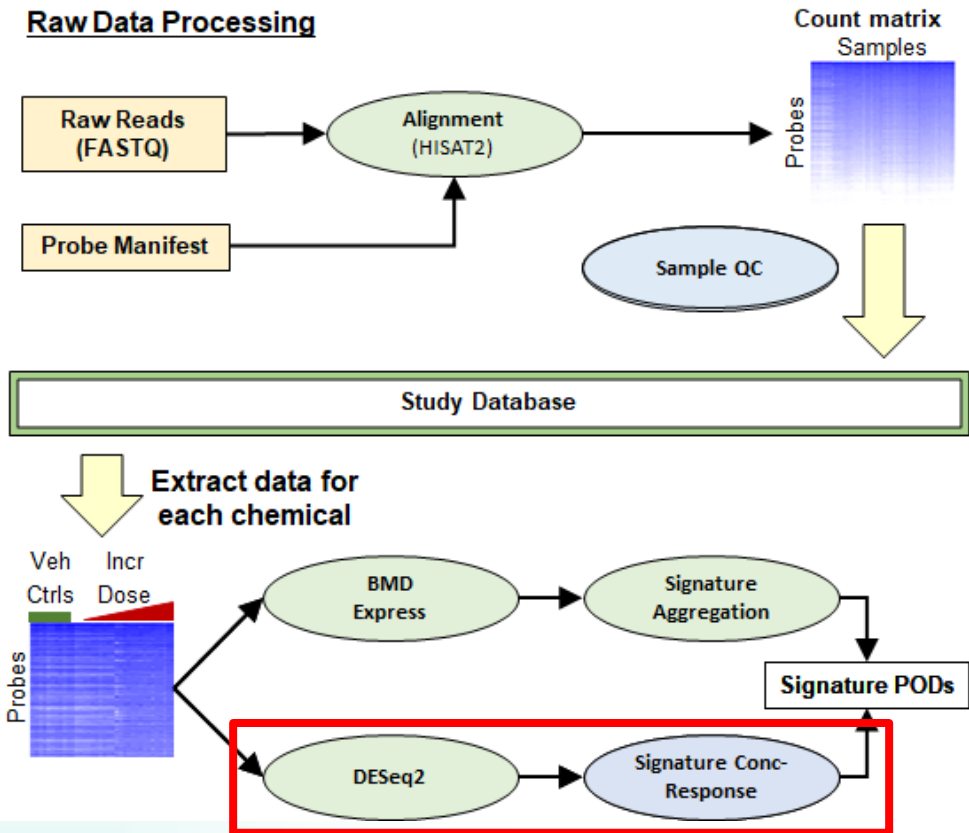 Raw Data Processing
Count matrix
Samples
Probes
Raw Reads
(FASTQ)
Alignment
(HISAT2)
Probe Manifest
Sample QC
Study Database
Extract data for
each chemical
Veh
Ctrls
Incr
Dose
Probes
BMD
Express
Signature
Aggregation
Signature PODs
DESeq2
Signature Conc-
Response